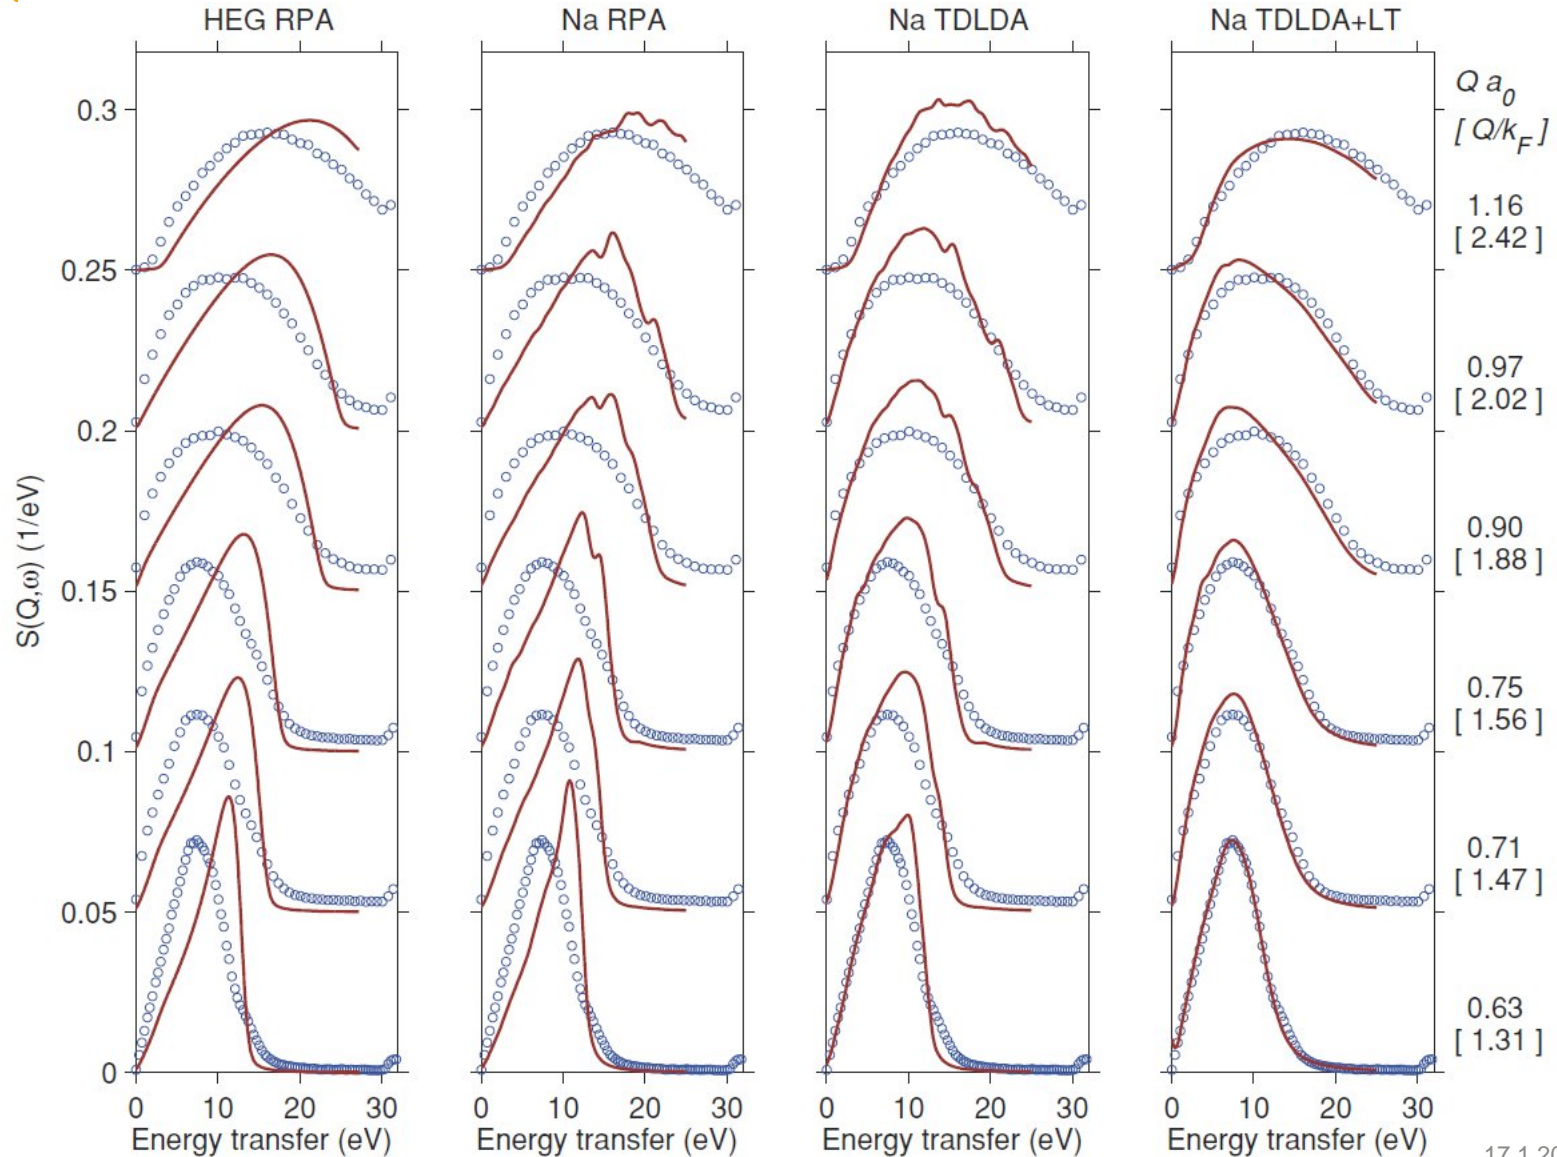 HEG RPA
Na RPA
Na TDLDA
Na TDLDA+LT
S(Q,ω) (1/eV)
0.3
0.25
0.2
0.15
0.1
0.05
0
Q a0
[ Q/kF ]
1.16
[ 2.42 ]
0.97
[ 2.02 ]
0.90
[ 1.88 ]
0.75
[ 1.56 ]
0.71
[ 1.47 ]
0.63
[ 1.31 ]
0 10 20 30
0 10 20 30
0 10 20 30
0 10 20 30
Energy transfer (eV)
Energy transfer (eV)
Energy transfer (eV)
Energy transfer (eV)